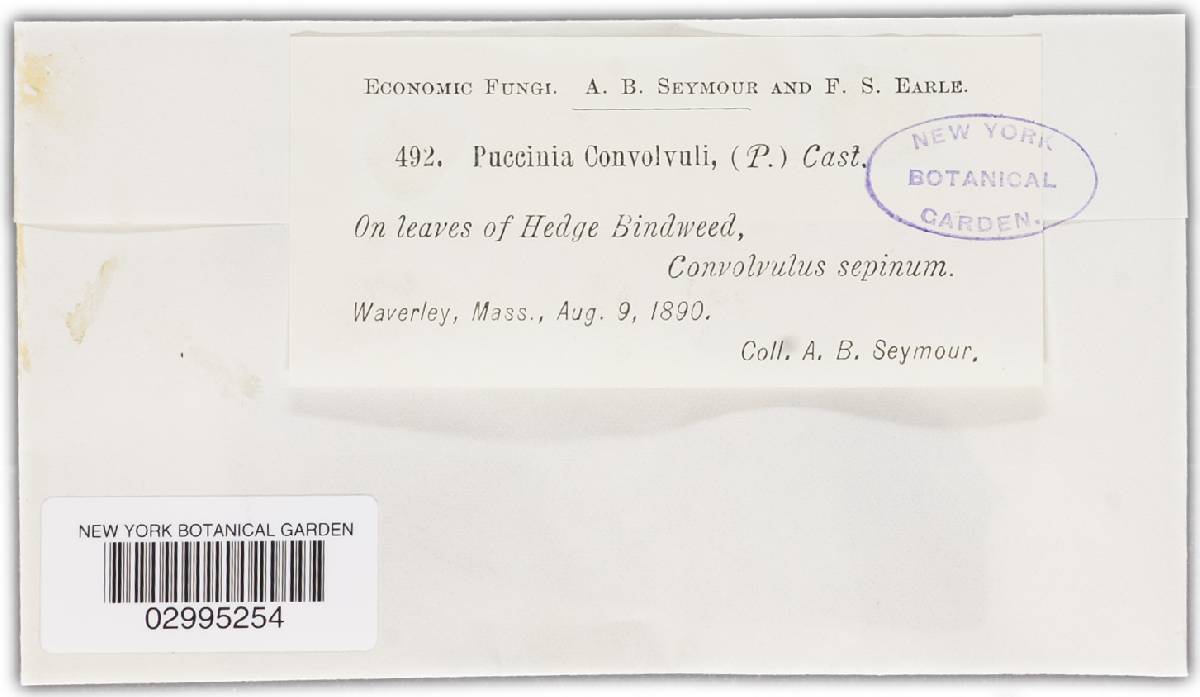 Economic Fungi. A. B. Seymour and F. S. Earle.
492. Puccinia Convolvuli, (P.) Cast.
NEW YORK
BOTANICAL
GARDEN.
On leaves of Hedge Bindweed,
Convolvulus sepinum.
Waverley, Mass., Aug. 9, 1890.
Coll. A. B. Seymour.
NEW YORK BOTANICAL GARDEN
02995254